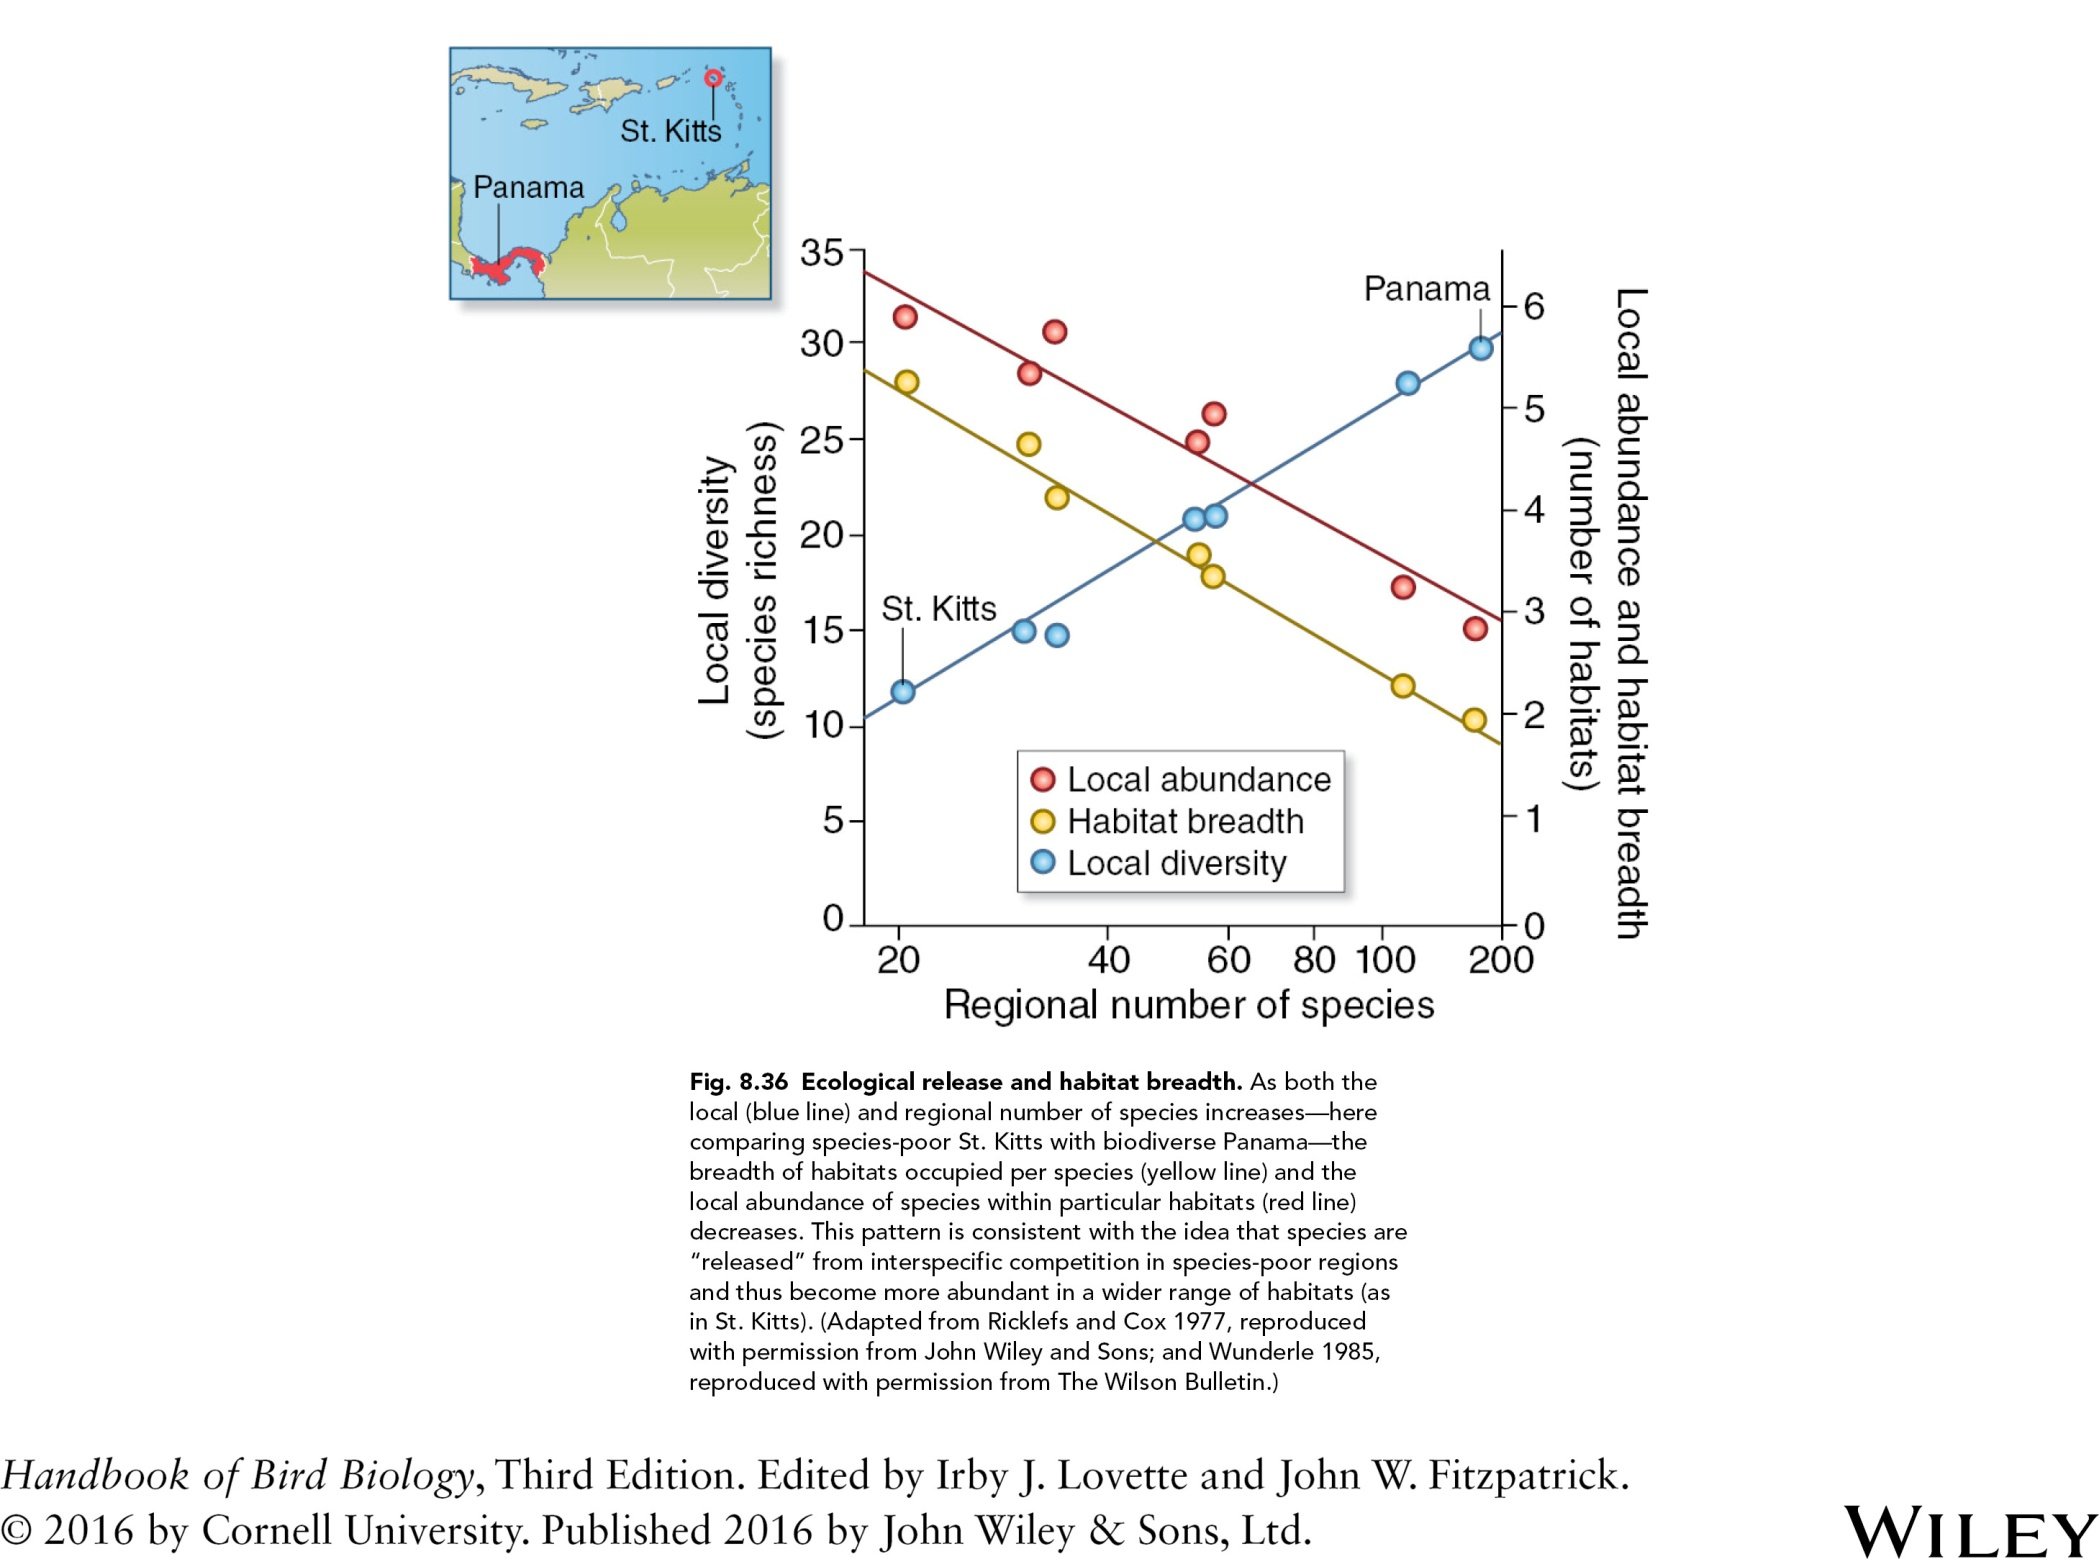 St. Kitts
Panama
35
30
25
20
15
10
5
0
Local diversity
(species richness)
St. Kitts
Panama
6
5
4
3
2
1
0
Local abundance and habitat breadth
(number of habitats)
Local abundance
Habitat breadth
Local diversity
20 40 60 80 100 200
Regional number of species
Fig. 8.36 Ecological release and habitat breadth. As both the
local (blue line) and regional number of species increases—here
comparing species-poor St. Kitts with biodiverse Panama—the
breadth of habitats occupied per species (yellow line) and the
local abundance of species within particular habitats (red line)
decreases. This pattern is consistent with the idea that species are
“released” from interspecific competition in species-poor regions
and thus become more abundant in a wider range of habitats (as
in St. Kitts). (Adapted from Ricklefs and Cox 1977, reproduced
with permission from John Wiley and Sons; and Wunderle 1985,
reproduced with permission from The Wilson Bulletin.)
Handbook of Bird Biology, Third Edition. Edited by Irby J. Lovette and John W. Fitzpatrick.
© 2016 by Cornell University. Published 2016 by John Wiley & Sons, Ltd.
WILEY